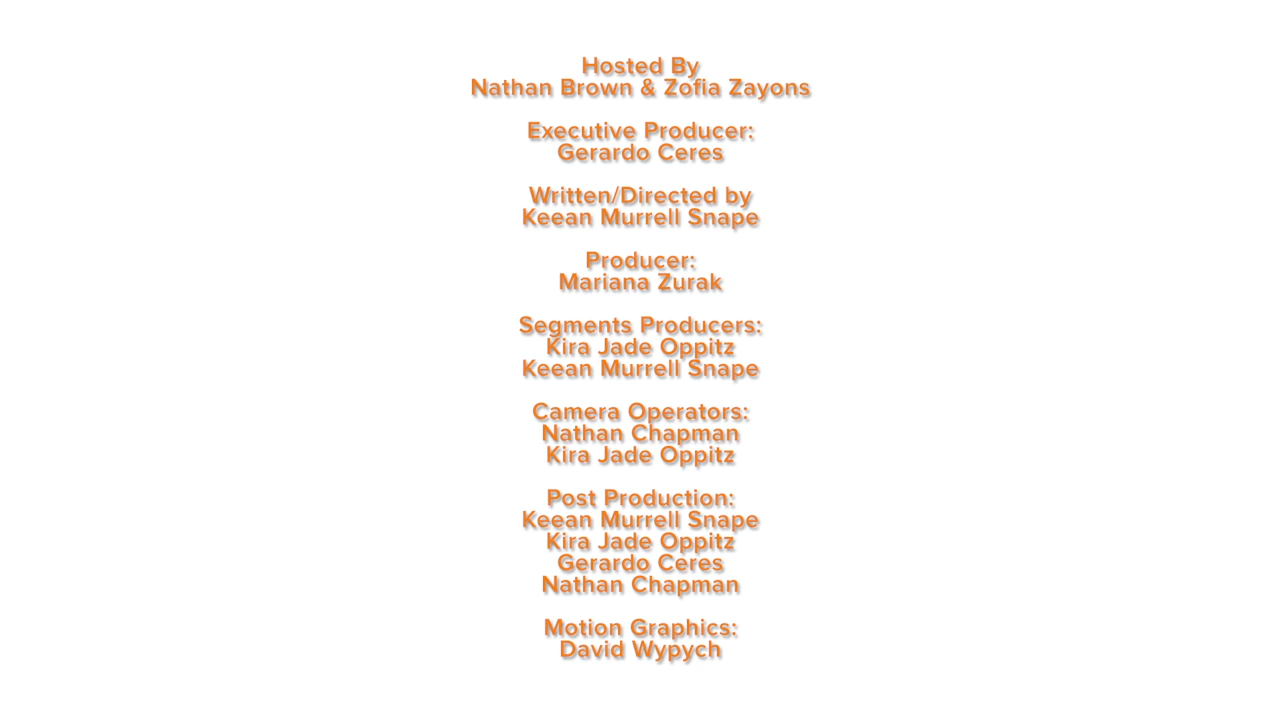 Hosted By
Nathan Brown & Zofia Zayons
Executive Producer:
Gerardo Ceres
Written/Directed by
Keean Murrell Snape
Producer:
Mariana Zurak
Segments Producers:
Kira Jade Oppitz
Keean Murrell Snape
Camera Operators:
Nathan Chapman
Kira Jade Oppitz
Post Production:
Keean Murrell Snape
Kira Jade Oppitz
Gerardo Ceres
Nathan Chapman
Motion Graphics:
David Wypych